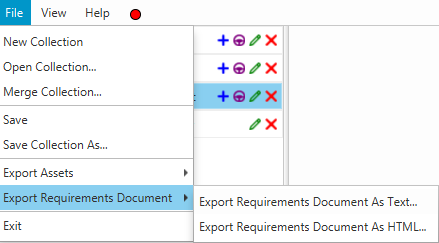 File View Help
New Collection
Open Collection...
Merge Collection...
Save
Save Collection As...
Export Assets
Export Requirements Document
Export Requirements Document As Text...
Export Requirements Document As HTML...
Exit